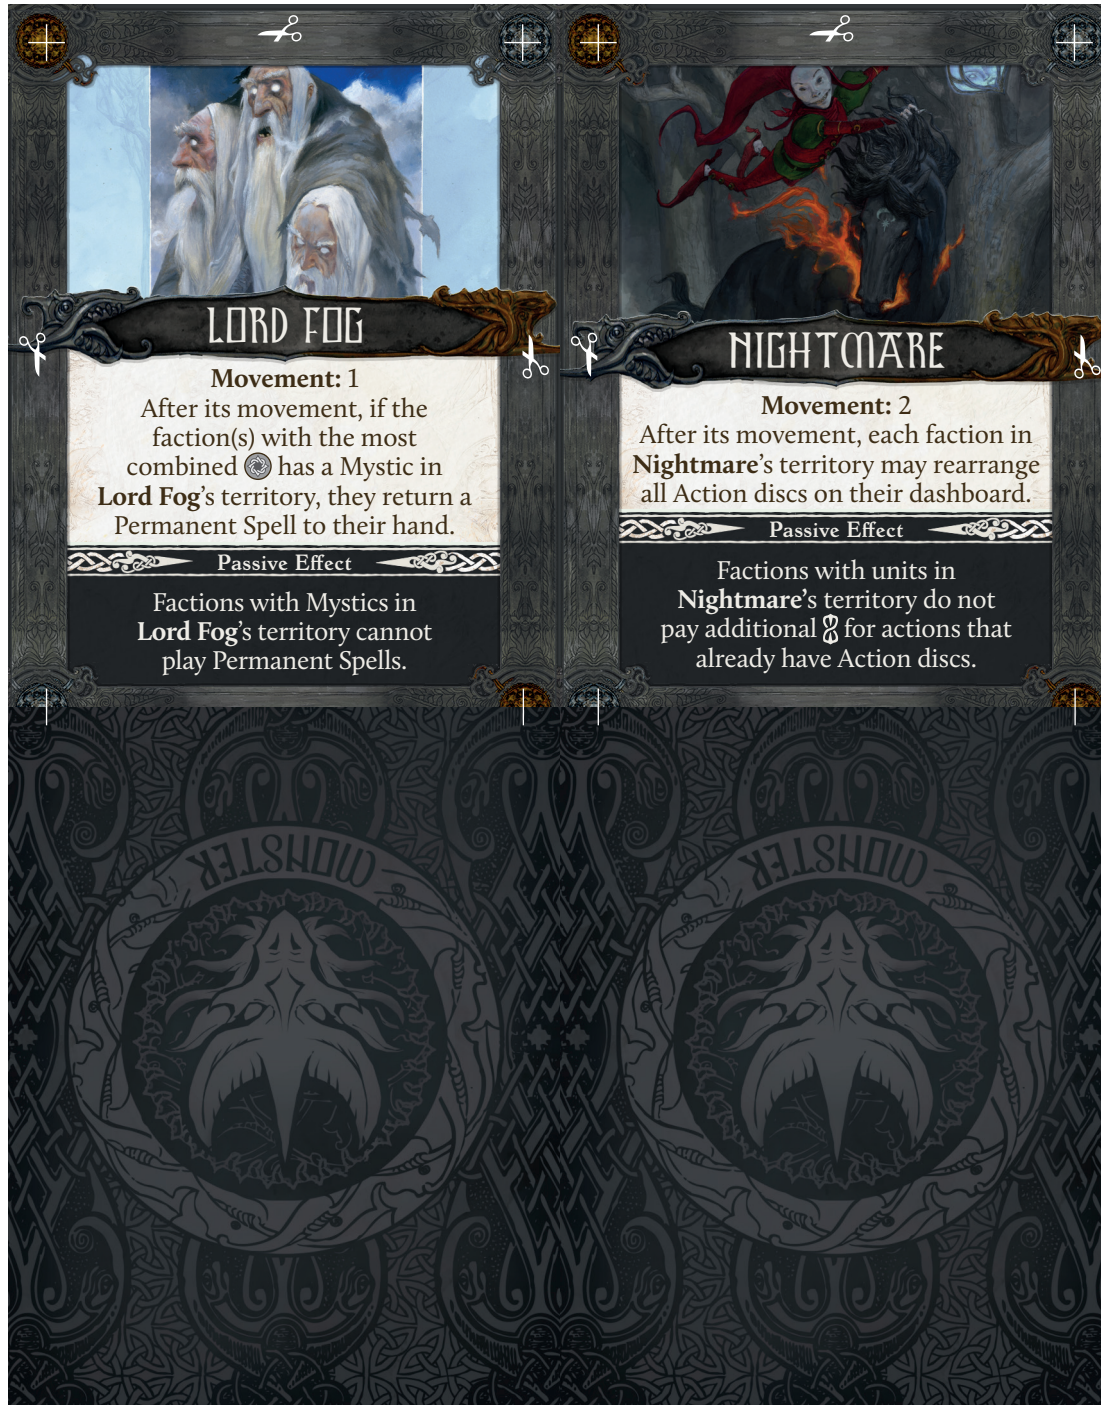 LORD FOG
Movement: 1
After its movement, if the
faction(s) with the most
combined has a Mystic in
Lord Fog's territory, they return a
Permanent Spell to their hand.
Passive Effect
Factions with Mystics in
Lord Fog's territory cannot
play Permanent Spells.
NIGHTMARE
Movement: 2
After its movement, each faction in
Nightmare's territory may rearrange
all Action discs on their dashboard.
Passive Effect
Factions with units in
Nightmare's territory do not
pay additional for actions that
already have Action discs.
MONSTER
MONSTER